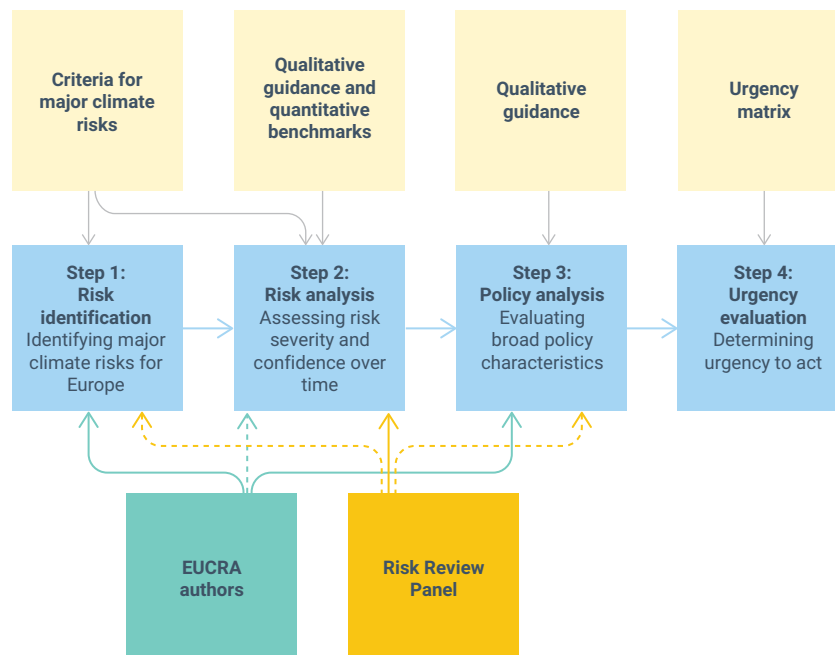 Criteria for
major climate
risks
Qualitative
guidance and
quantitative
benchmarks
Qualitative
guidance
Urgency
matrix
Step 1:
Risk
identification
Identifying major
climate risks for
Europe
Step 2:
Risk analysis
Assessing risk
severity and
confidence over
time
Step 3:
Policy analysis
Evaluating
broad policy
characteristics
Step 4:
Urgency
evaluation
Determining
urgency to act
EUCRA
authors
Risk Review
Panel